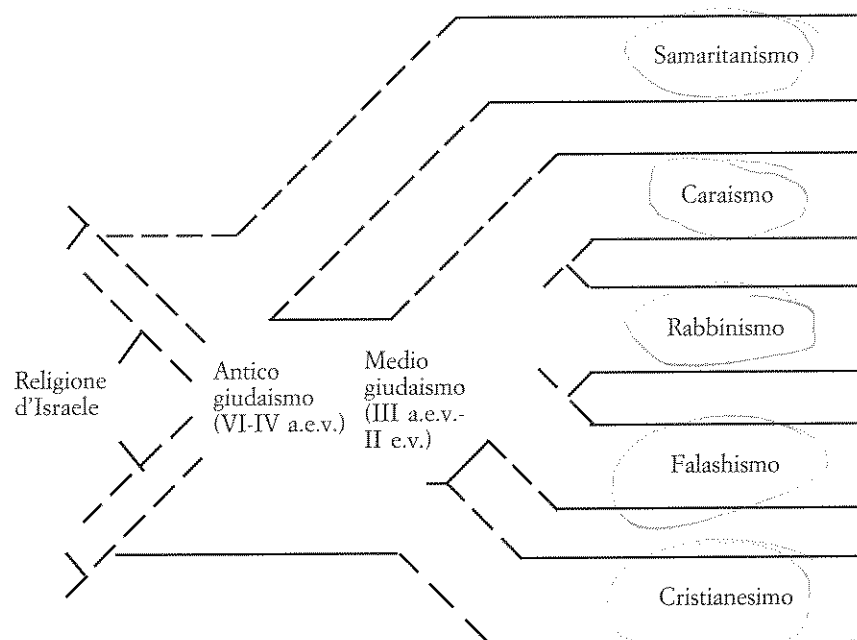 Samaritanismo
Caraismo
Rabbinismo
Religione
d'Israele
Antico
giudaismo
(VI-IV a.e.v.)
Medio
giudaismo
(III a.e.v.-
II e.v.)
Falashismo
Cristianesimo